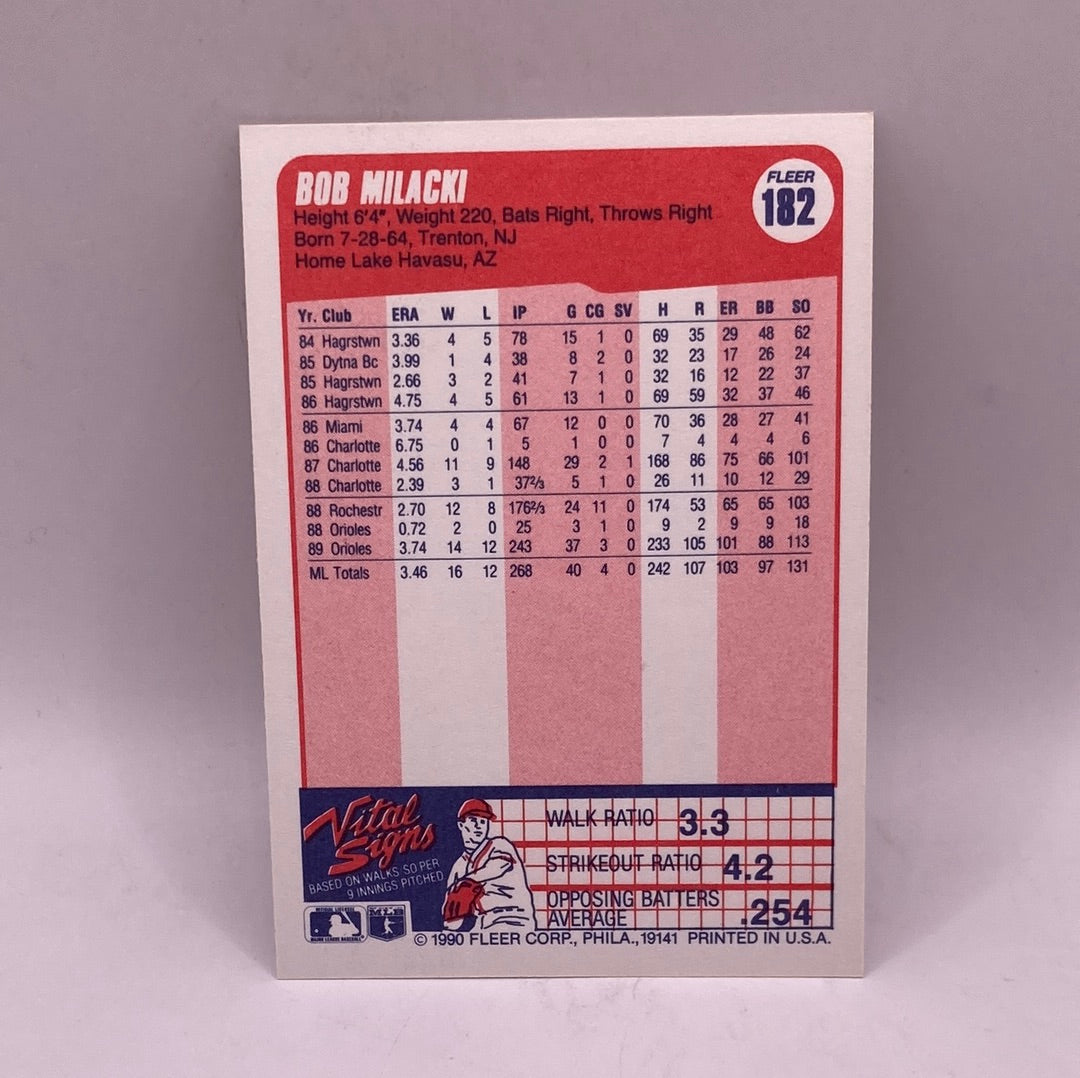 BOB MILACKI
FLEER
182
Height 6'4", Weight 220, Bats Right, Throws Right
Born 7-28-64, Trenton, NJ
Home Lake Havasu, AZ
Yr. Club ERA W L IP G CG SV H R ER BB SO
84 Hagrstwn 3.36 4 5 78 15 1 0 69 35 29 48 62
85 Dytna Bc 3.99 1 4 38 8 2 0 32 23 17 26 24
85 Hagrstwn 2.66 3 2 41 7 1 0 32 16 12 22 37
86 Hagrstwn 4.75 4 5 61 13 1 0 69 59 32 37 46
86 Miami 3.74 4 4 67 12 0 0 70 36 28 27 41
86 Charlotte 6.75 0 1 5 1 0 0 7 4 4 4 6
87 Charlotte 4.56 11 9 148 29 2 1 168 86 75 66 101
88 Charlotte 2.39 3 1 37⅔ 5 1 0 26 11 10 12 29
88 Rochestr 2.70 12 8 176⅔ 24 11 0 174 53 65 65 103
88 Orioles 0.72 2 0 25 3 1 0 9 2 9 9 18
89 Orioles 3.74 14 12 243 37 3 0 233 105 101 88 113
ML Totals 3.46 16 12 268 40 4 0 242 107 103 97 131
Vital Signs
BASED ON WALKS SO PER
9 INNINGS PITCHED
WALK RATIO 3.3
STRIKEOUT RATIO 4.2
OPPOSING BATTERS
AVERAGE .254
MLB
MAJOR LEAGUE BASEBALL
© 1990 FLEER CORP., PHILA., 19141 PRINTED IN U.S.A.